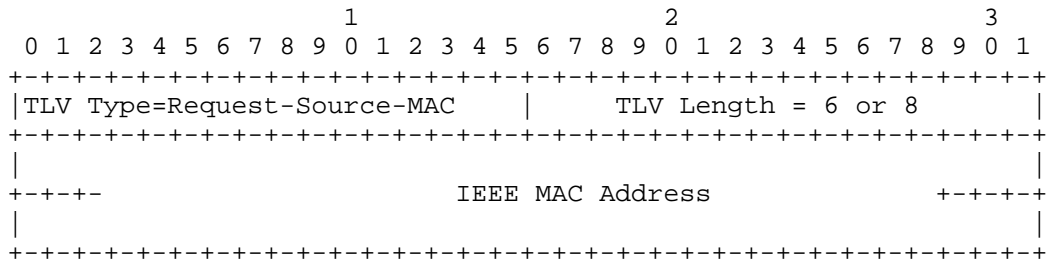 1                   2                   3
 0 1 2 3 4 5 6 7 8 9 0 1 2 3 4 5 6 7 8 9 0 1 2 3 4 5 6 7 8 9 0 1
+-+-+-+-+-+-+-+-+-+-+-+-+-+-+-+-+-+-+-+-+-+-+-+-+-+-+-+-+-+-+-+-+
|TLV Type=Request-Source-MAC    |     TLV Length = 6 or 8       |
+-+-+-+-+-+-+-+-+-+-+-+-+-+-+-+-+-+-+-+-+-+-+-+-+-+-+-+-+-+-+-+-+
|                                                               |
+-+-+-                      IEEE MAC Address              +-+-+-+
|                                                               |
+-+-+-+-+-+-+-+-+-+-+-+-+-+-+-+-+-+-+-+-+-+-+-+-+-+-+-+-+-+-+-+-+